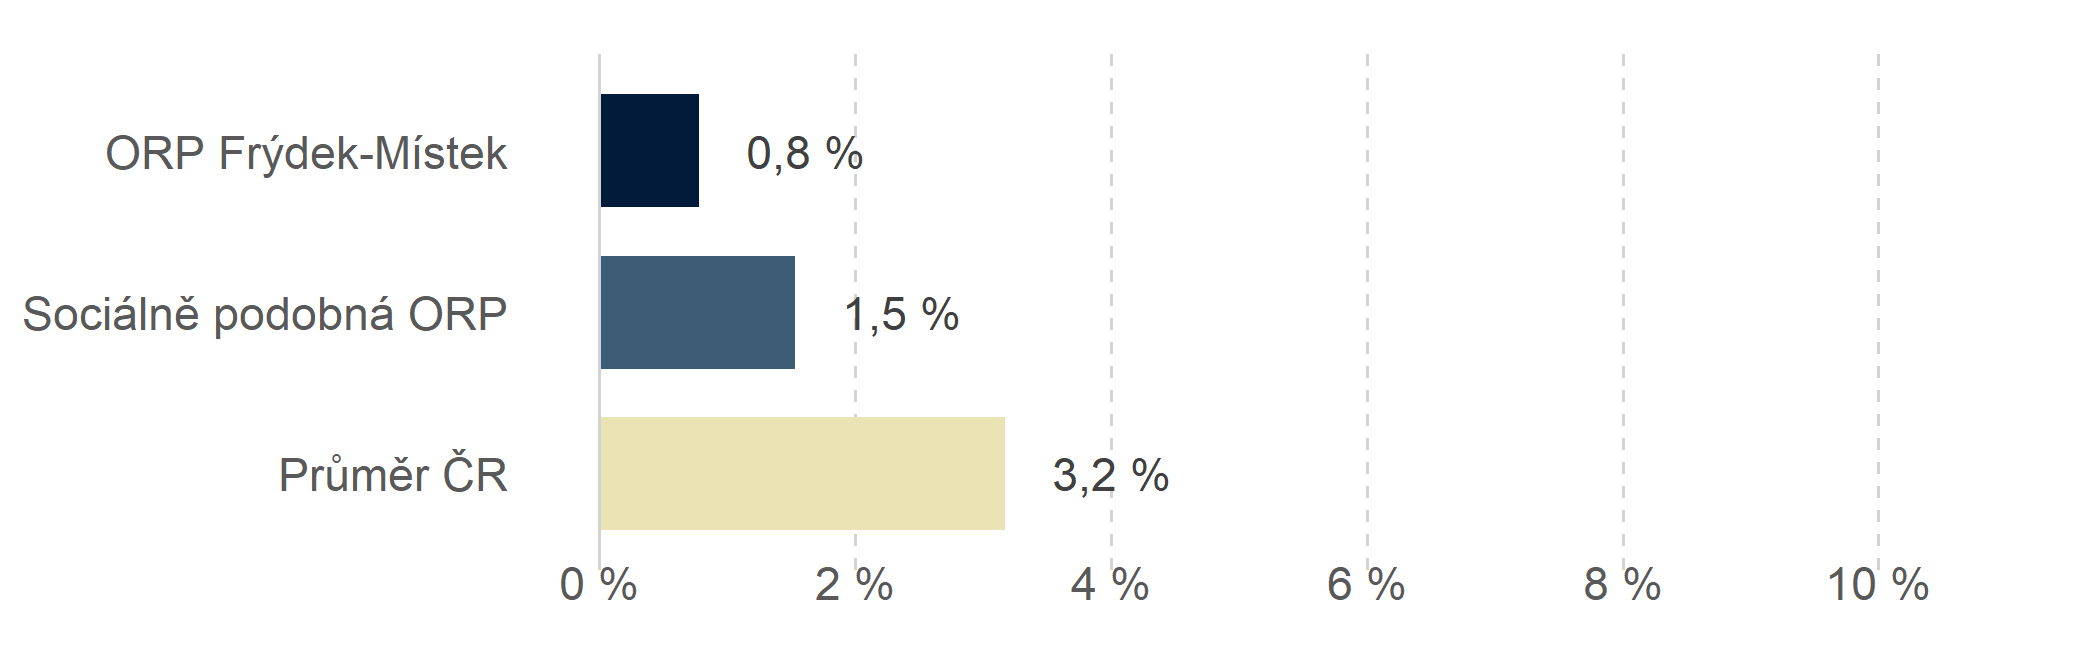 ORP Frýdek-Místek
0,8 %
Sociálně podobná ORP
1,5 %
Průměr ČR
3,2 %
0 % 2 % 4 % 6 % 8 % 10 %